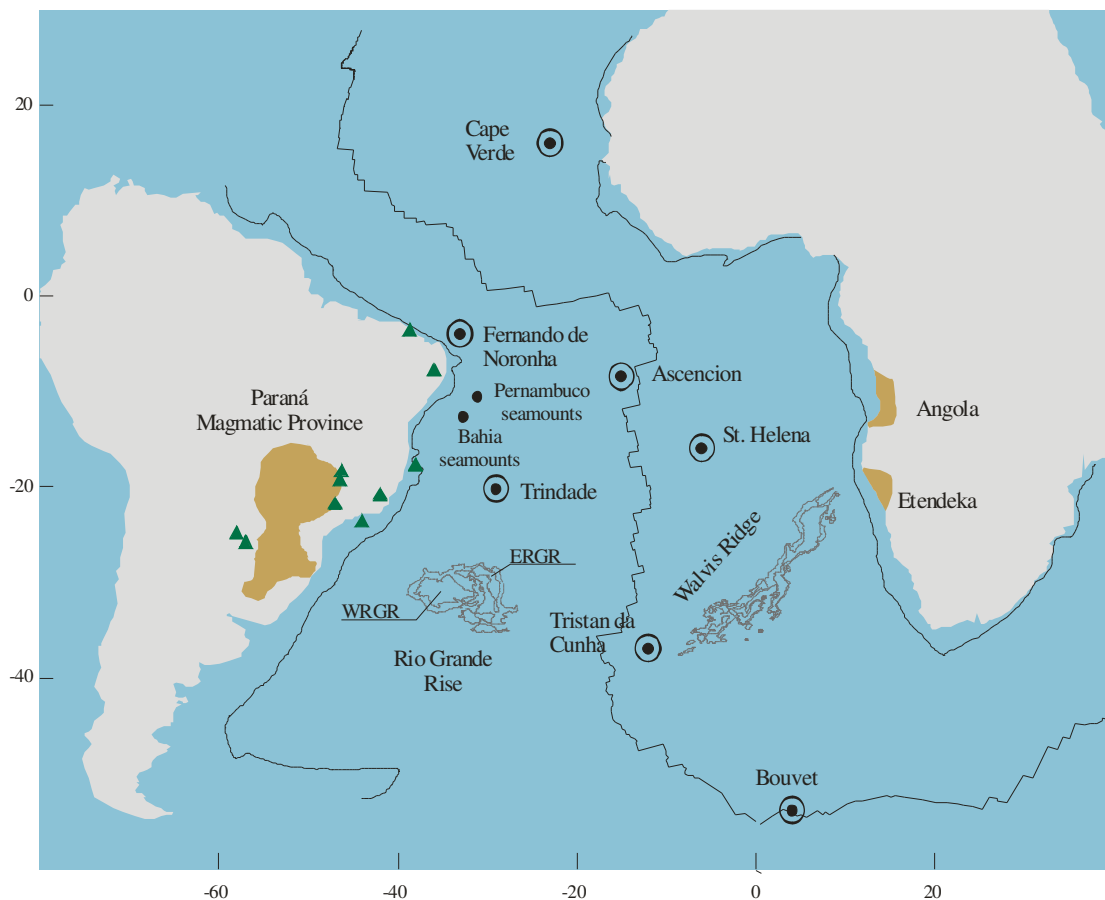 20
0
-20
-40
-60
-40
-20
0
20
Cape
Verde
Fernando de
Noronha
Pernambuco
seamounts
Bahia
seamounts
Ascencion
Paraná
Magmatic Province
Angola
St. Helena
Trindade
Etendeka
ERGR
WRGR
Walvis Ridge
Tristan da
Cunha
Rio Grande
Rise
Bouvet